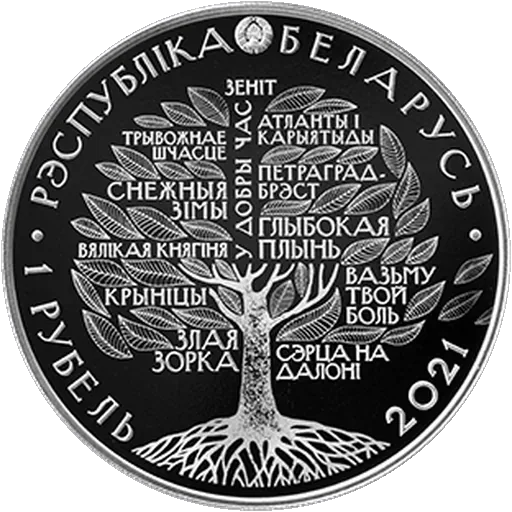 РЭСПУБЛІКА БЕЛАРУСЬ
ЗЕНІТ
У ДОБРЫ ЧАС
ТРЫВОЖНАЕ
ШЧАСЦЕ
АТЛАНТЫ І
КАРЫЯТЫДЫ
СНЕЖНЫЯ
ЗІМЫ
ПЕТРАГРАД-
БРЭСТ
ВЯЛІКАЯ КНЯГІНЯ
ГЛЫБОКАЯ
ПЛЫНЬ
КРЫНІЦЫ
ВАЗЬМУ
ТВОЙ
БОЛЬ
ЗЛАЯ
ЗОРКА
СЭРЦА НА
ДАЛОНІ
1 РУБЕЛЬ
2021